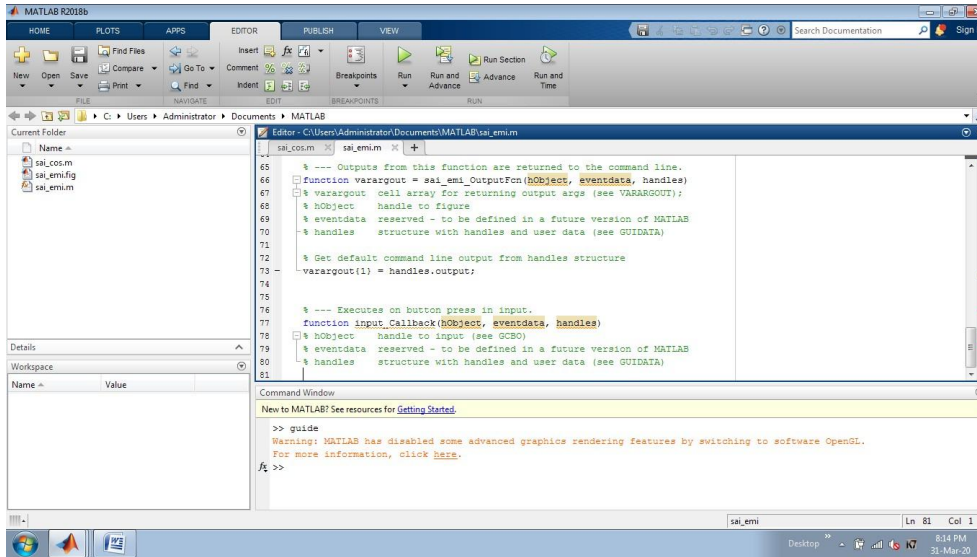 MATLAB R2018b
HOME PLOTS APPS EDITOR PUBLISH VIEW
Search Documentation
Sign
New Open Save
Find Files
Compare
Print
Go To
Find
Insert fx
Comment
Indent
Breakpoints
Run
Run and Advance
Run Section
Advance
Run and Time
FILE NAVIGATE EDIT BREAKPOINTS RUN
C: Users Administrator Documents MATLAB
Current Folder
Name
sai_cos.m
sai_emi.fig
sai_emi.m
Details
Workspace
Name Value
Editor - C:\Users\Administrator\Documents\MATLAB\sai_emi.m
sai_cos.m sai_emi.m
65 % --- Outputs from this function are returned to the command line.
66 function varargout = sai_emi_OutputFcn(hObject, eventdata, handles)
67 % varargout cell array for returning output args (see VARARGOUT);
68 % hObject handle to figure
69 % eventdata reserved - to be defined in a future version of MATLAB
70 % handles structure with handles and user data (see GUIDATA)
71
72 % Get default command line output from handles structure
73 - varargout{1} = handles.output;
74
75
76 % --- Executes on button press in input.
77 function input_Callback(hObject, eventdata, handles)
78 % hObject handle to input (see GCBO)
79 % eventdata reserved - to be defined in a future version of MATLAB
80 % handles structure with handles and user data (see GUIDATA)
81
Command Window
New to MATLAB? See resources for Getting Started.
>> guide
Warning: MATLAB has disabled some advanced graphics rendering features by switching to software OpenGL.
For more information, click here.
fx >>
sai_emi Ln 81 Col 1
Desktop
8:14 PM
31-Mar-20